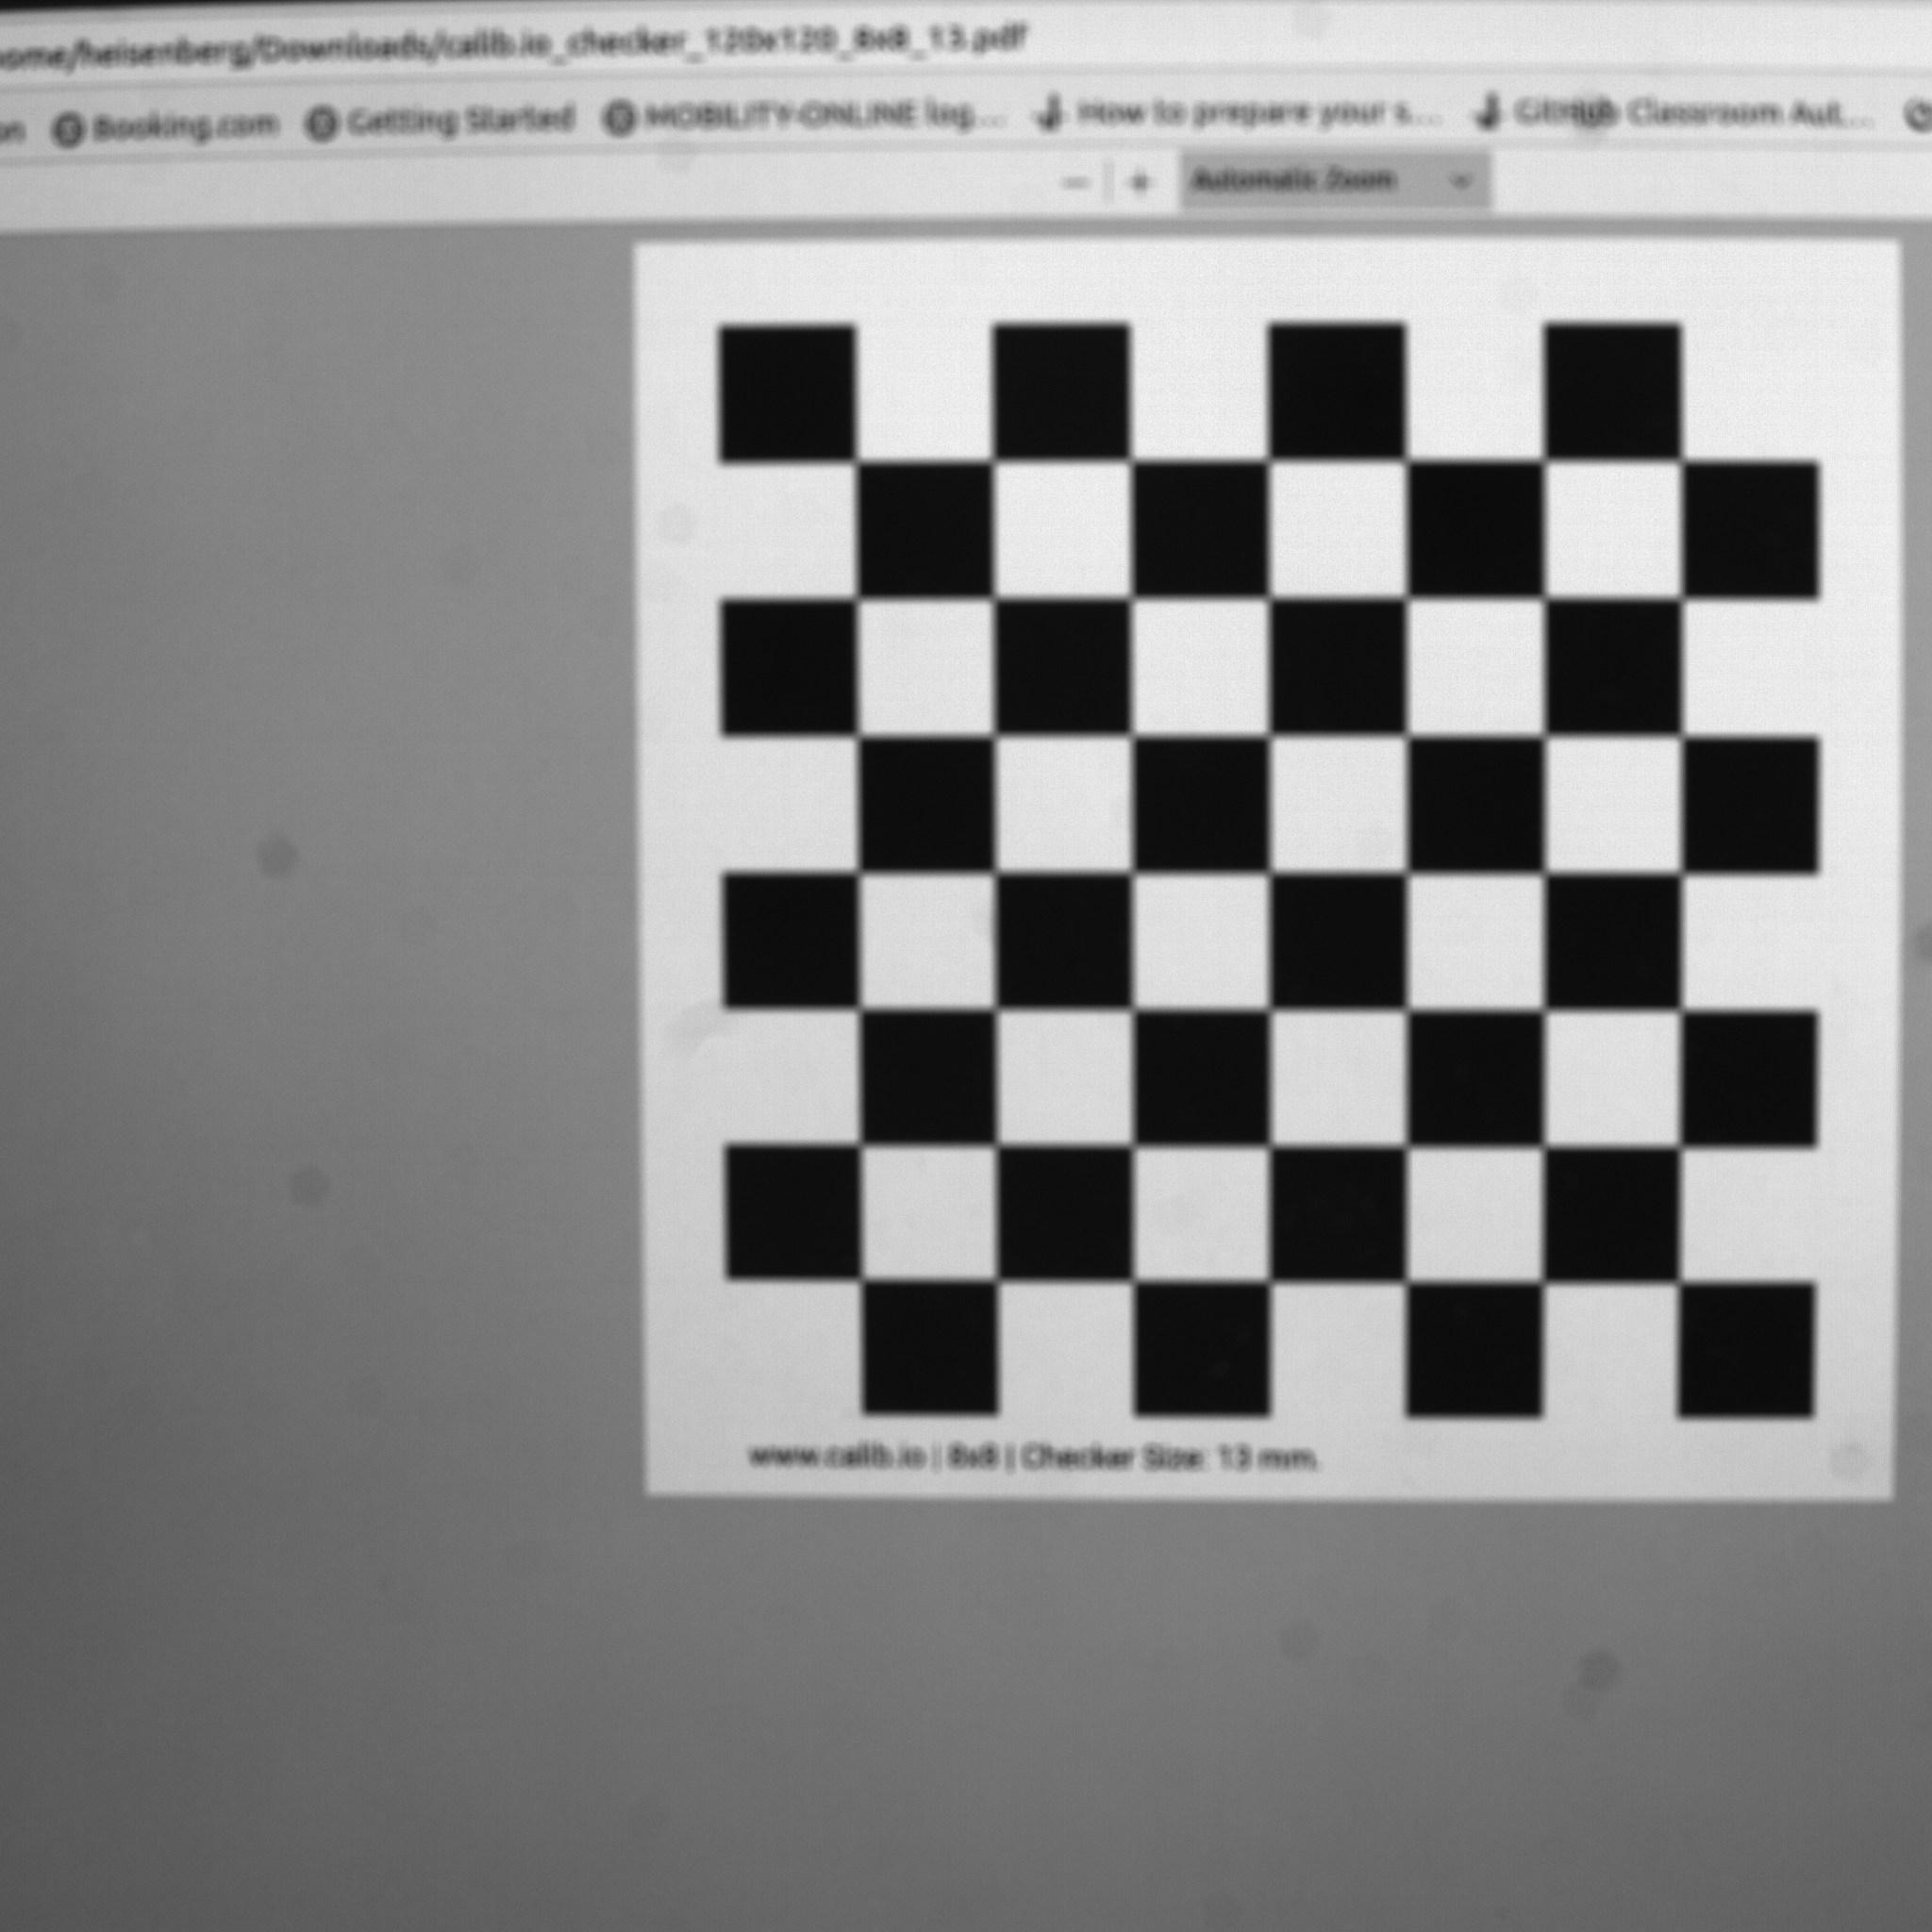 ome/heisenberg/Downloads/calib.io_checker_120x120_8x8_13.pdf
on Booking.com Getting Started MOBILITY-ONLINE log... How to prepare your s... GitHub Classroom Aut...
Automatic Zoom
www.calib.io | 8x8 | Checker Size: 13 mm.